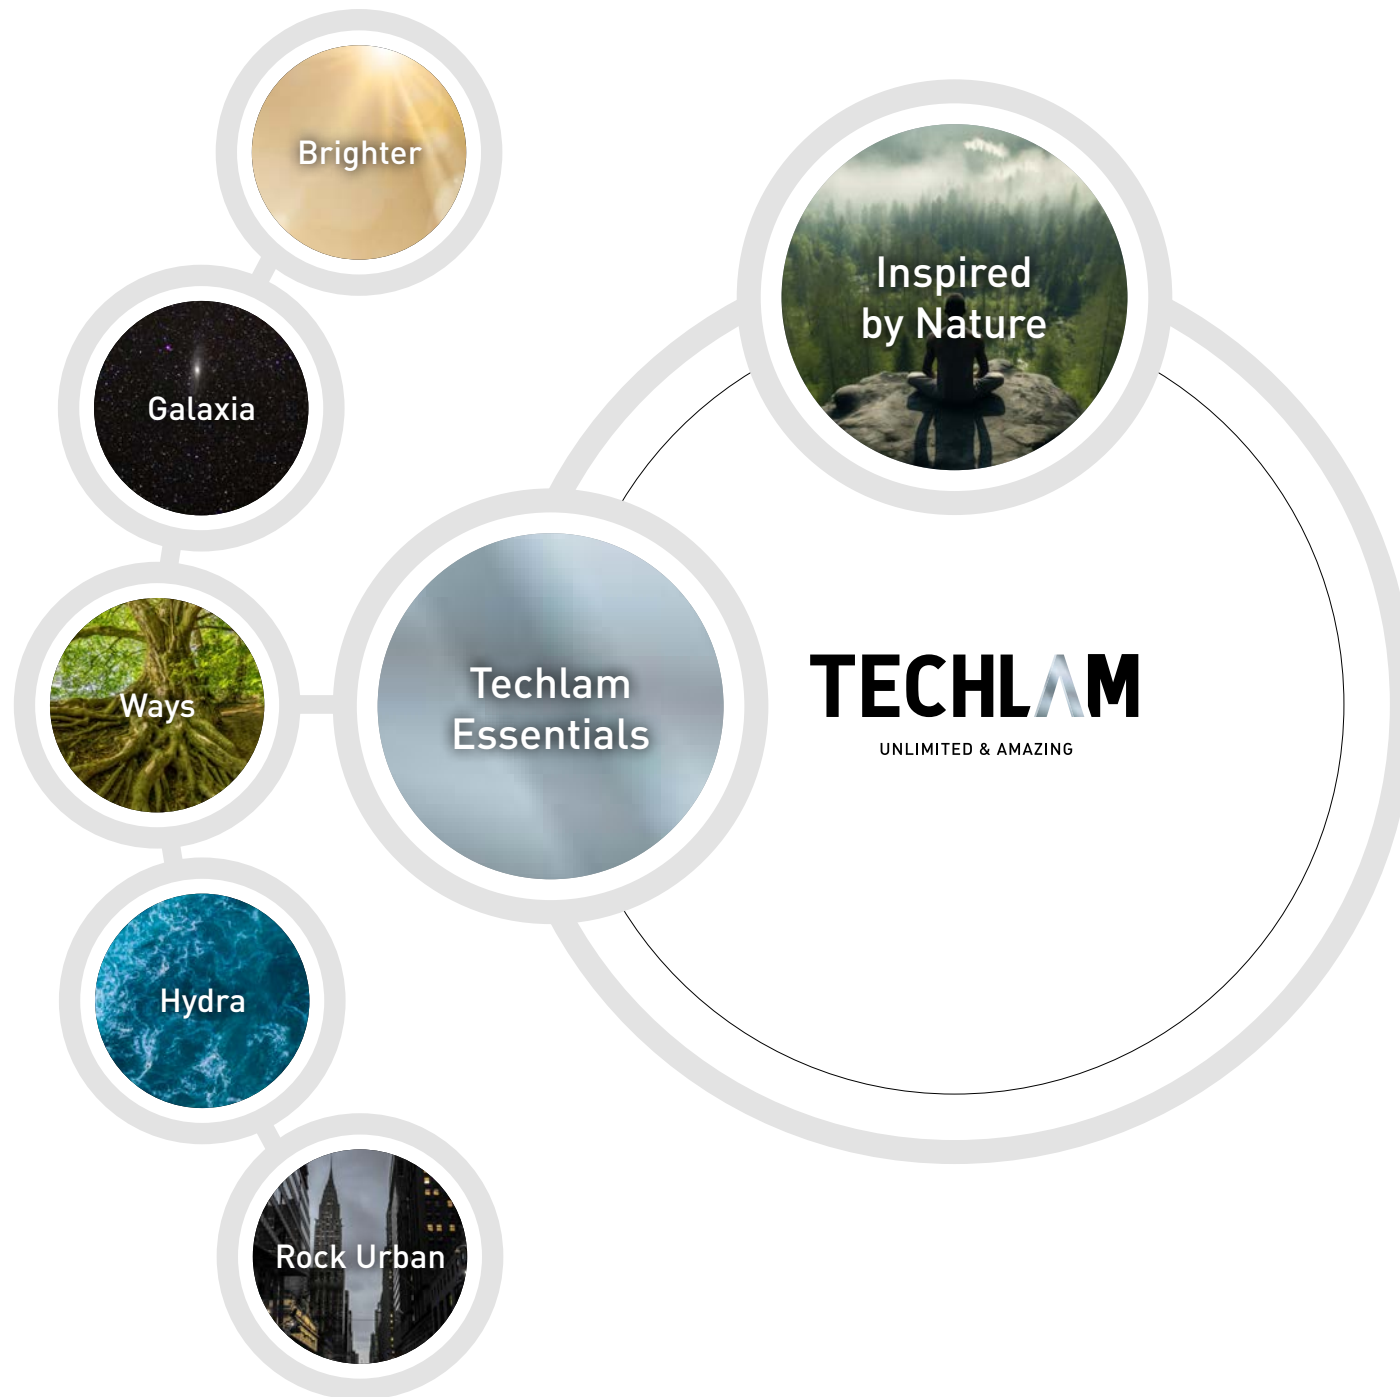 Brighter
Inspired
by Nature
Galaxia
Techlam
Essentials
Ways
TECHLAM
UNLIMITED & AMAZING
Hydra
Rock Urban